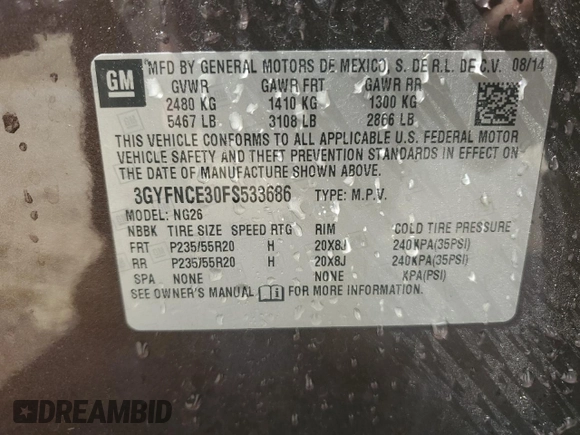 GM
MFD BY GENERAL MOTORS DE MEXICO, S. DE R.L. DE C.V. 08/14
GVWR GAWR FRT GAWR RR
2480 KG 1410 KG 1300 KG
5467 LB 3108 LB 2866 LB
THIS VEHICLE CONFORMS TO ALL APPLICABLE U.S. FEDERAL MOTOR
VEHICLE SAFETY AND THEFT PREVENTION STANDARDS IN EFFECT ON
THE DATE OF MANUFACTURE SHOWN ABOVE.
3GYFNCE30FS533686 TYPE: M.P.V.
MODEL: NG26
NBBK TIRE SIZE SPEED RTG RIM COLD TIRE PRESSURE
FRT P235/55R20 H 20X8J 240KPA(35PSI)
RR P235/55R20 H 20X8J 240KPA(35PSI)
SPA NONE NONE KPA(PSI)
SEE OWNER'S MANUAL FOR MORE INFORMATION.
DREAMBID